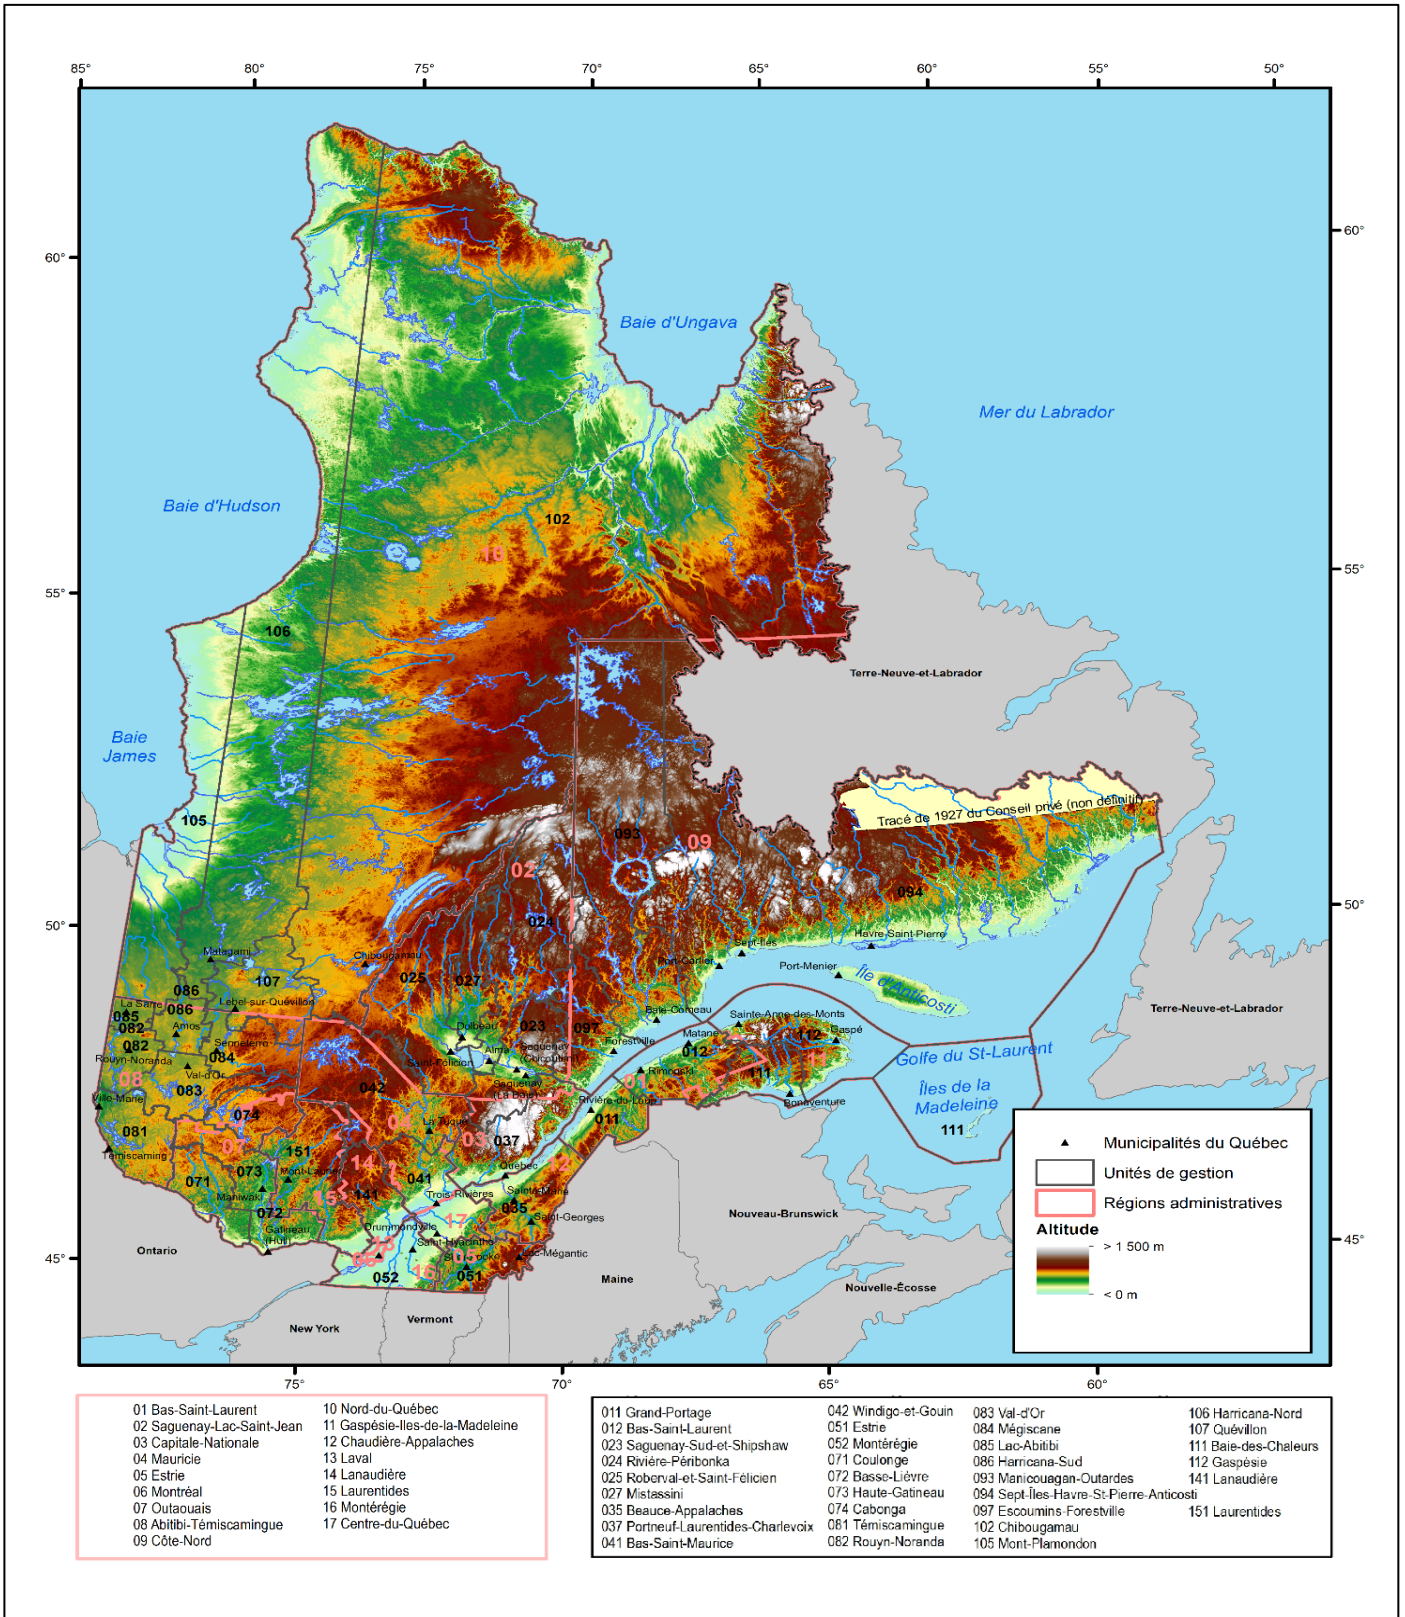 85°
80°
75°
70°
65°
60°
55°
50°
60°
60°
Baie d'Ungava
Mer du Labrador
Baie d'Hudson
102
10
55°
55°
106
Terre-Neuve-et-Labrador
Baie
James
Tracé de 1927 du Conseil privé (non définitif)
105
093
09
02
094
024
50°
50°
Havre-Saint-Pierre
Sept-Îles
Matagami
Chibougamau
Port-Cartier
Port-Menier
Île d'Anticosti
025
027
107
086
La Sarre
Lebel-sur-Quévillon
086
085
Baie-Comeau
Sainte-Anne-des-Monts
Terre-Neuve-et-Labrador
082
Amos
Dolbeau
023
097
Matane
Gaspé
112
Senneterre
082
Forestville
012
Saguenay
(Chicoutimi)
Alma
Golfe du St-Laurent
084
Rouyn-Noranda
Saint-Félicien
11
Val-d'Or
Rimouski
111
08
01
083
042
Saguenay
(La Baie)
Îles de la
Madeleine
Ville-Marie
Rivière-du-Loup
Bonaventure
074
04
La Tuque
011
111
081
07
03
037
151
Témiscaming
14
12
073
Mont-Laurier
Québec
071
041
Maniwaki
15
141
Trois-Rivières
Sainte-Marie
072
035
17
Saint-Georges
Nouveau-Brunswick
Gatineau
(Hull)
Drummondville
13
Saint-Hyacinthe
Ontario
06
05
Lac-Mégantic
45°
45°
052
16
051
Maine
Nouvelle-Écosse
New York
Vermont
Municipalités du Québec
Unités de gestion
Régions administratives
Altitude
> 1 500 m
< 0 m
75°
70°
65°
60°
01 Bas-Saint-Laurent
02 Saguenay-Lac-Saint-Jean
03 Capitale-Nationale
04 Mauricie
05 Estrie
06 Montréal
07 Outaouais
08 Abitibi-Témiscamingue
09 Côte-Nord
10 Nord-du-Québec
11 Gaspésie-Iles-de-la-Madeleine
12 Chaudière-Appalaches
13 Laval
14 Lanaudière
15 Laurentides
16 Montérégie
17 Centre-du-Québec
011 Grand-Portage
012 Bas-Saint-Laurent
023 Saguenay-Sud-et-Shipshaw
024 Rivière-Péribonka
025 Roberval-et-Saint-Félicien
027 Mistassini
035 Beauce-Appalaches
037 Portneuf-Laurentides-Charlevoix
041 Bas-Saint-Maurice
042 Windigo-et-Gouin
051 Estrie
052 Montérégie
071 Coulonge
072 Basse-Lièvre
073 Haute-Gatineau
074 Cabonga
081 Témiscamingue
082 Rouyn-Noranda
083 Val-d'Or
084 Mégiscane
085 Lac-Abitibi
086 Harricana-Sud
093 Manicouagan-Outardes
094 Sept-Îles-Havre-St-Pierre-Anticosti
097 Escoumins-Forestville
102 Chibougamau
105 Mont-Plamondon
106 Harricana-Nord
107 Quévillon
111 Baie-des-Chaleurs
112 Gaspésie
141 Lanaudière
151 Laurentides